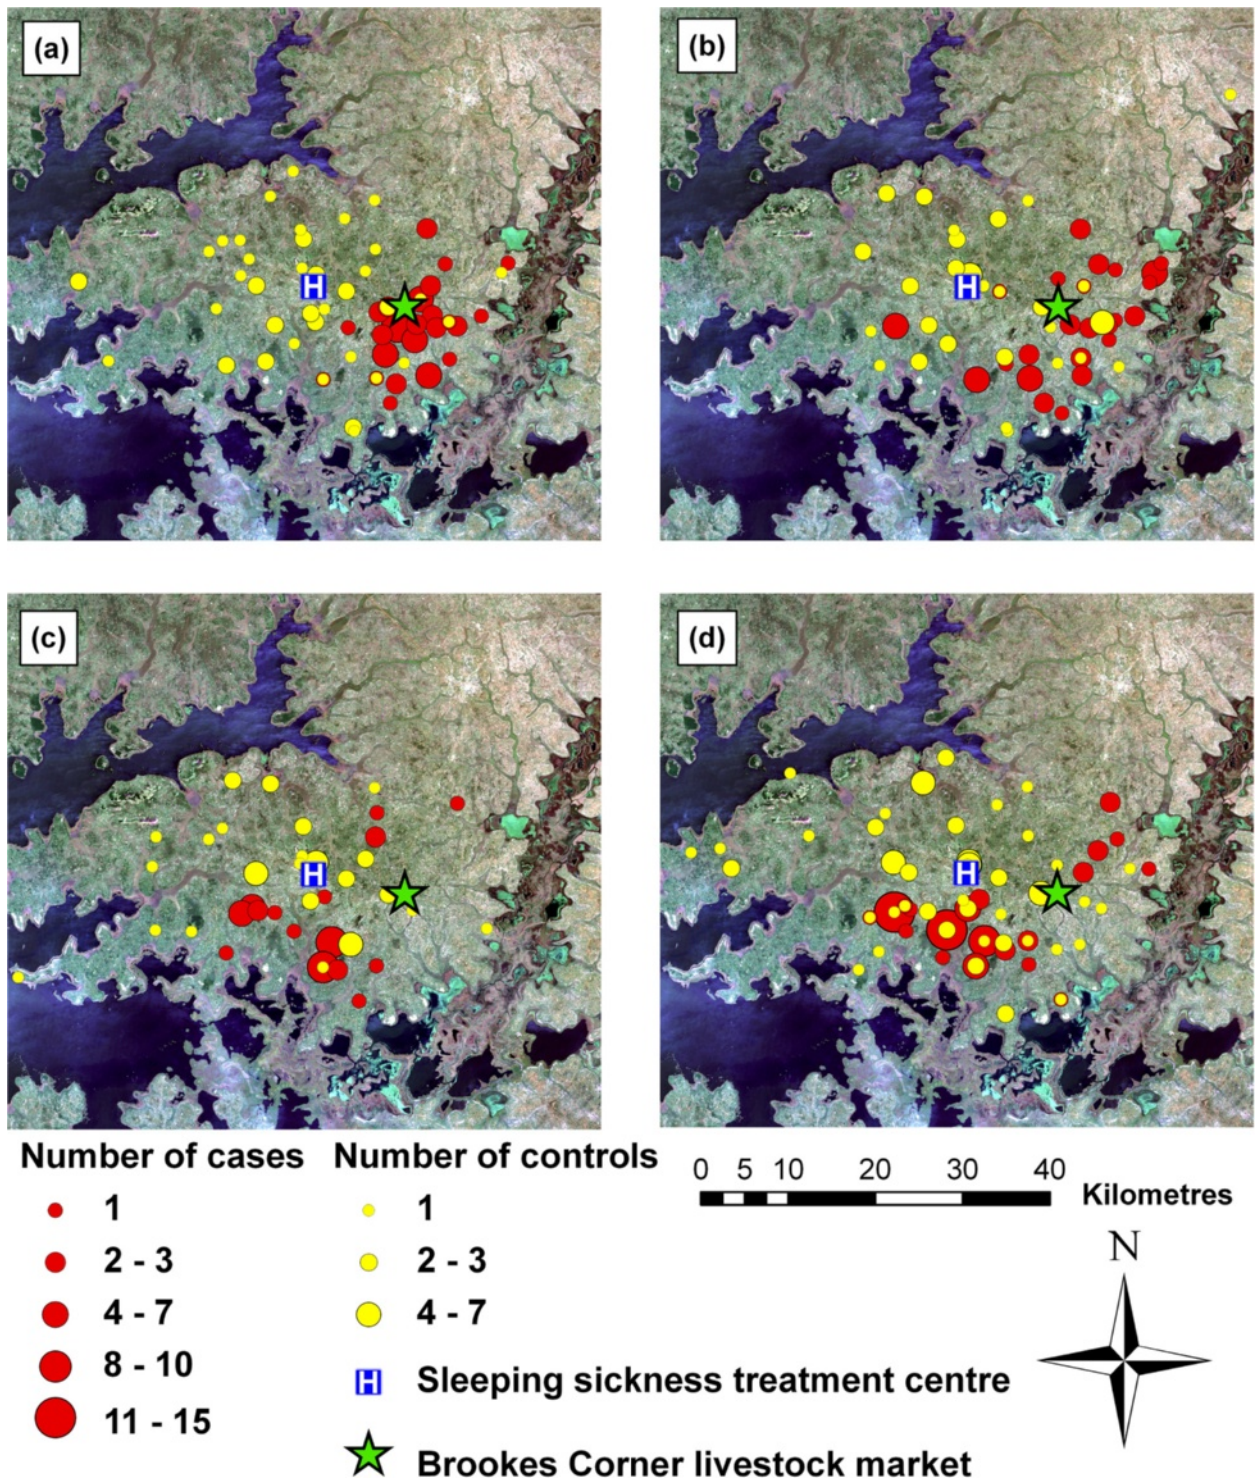 (a)
(b)
H
H
(c)
(d)
H
H
Number of cases
1
2 - 3
4 - 7
8 - 10
11 - 15
Number of controls
1
2 - 3
4 - 7
H Sleeping sickness treatment centre
Brookes Corner livestock market
0 5 10 20 30 40
Kilometres
N